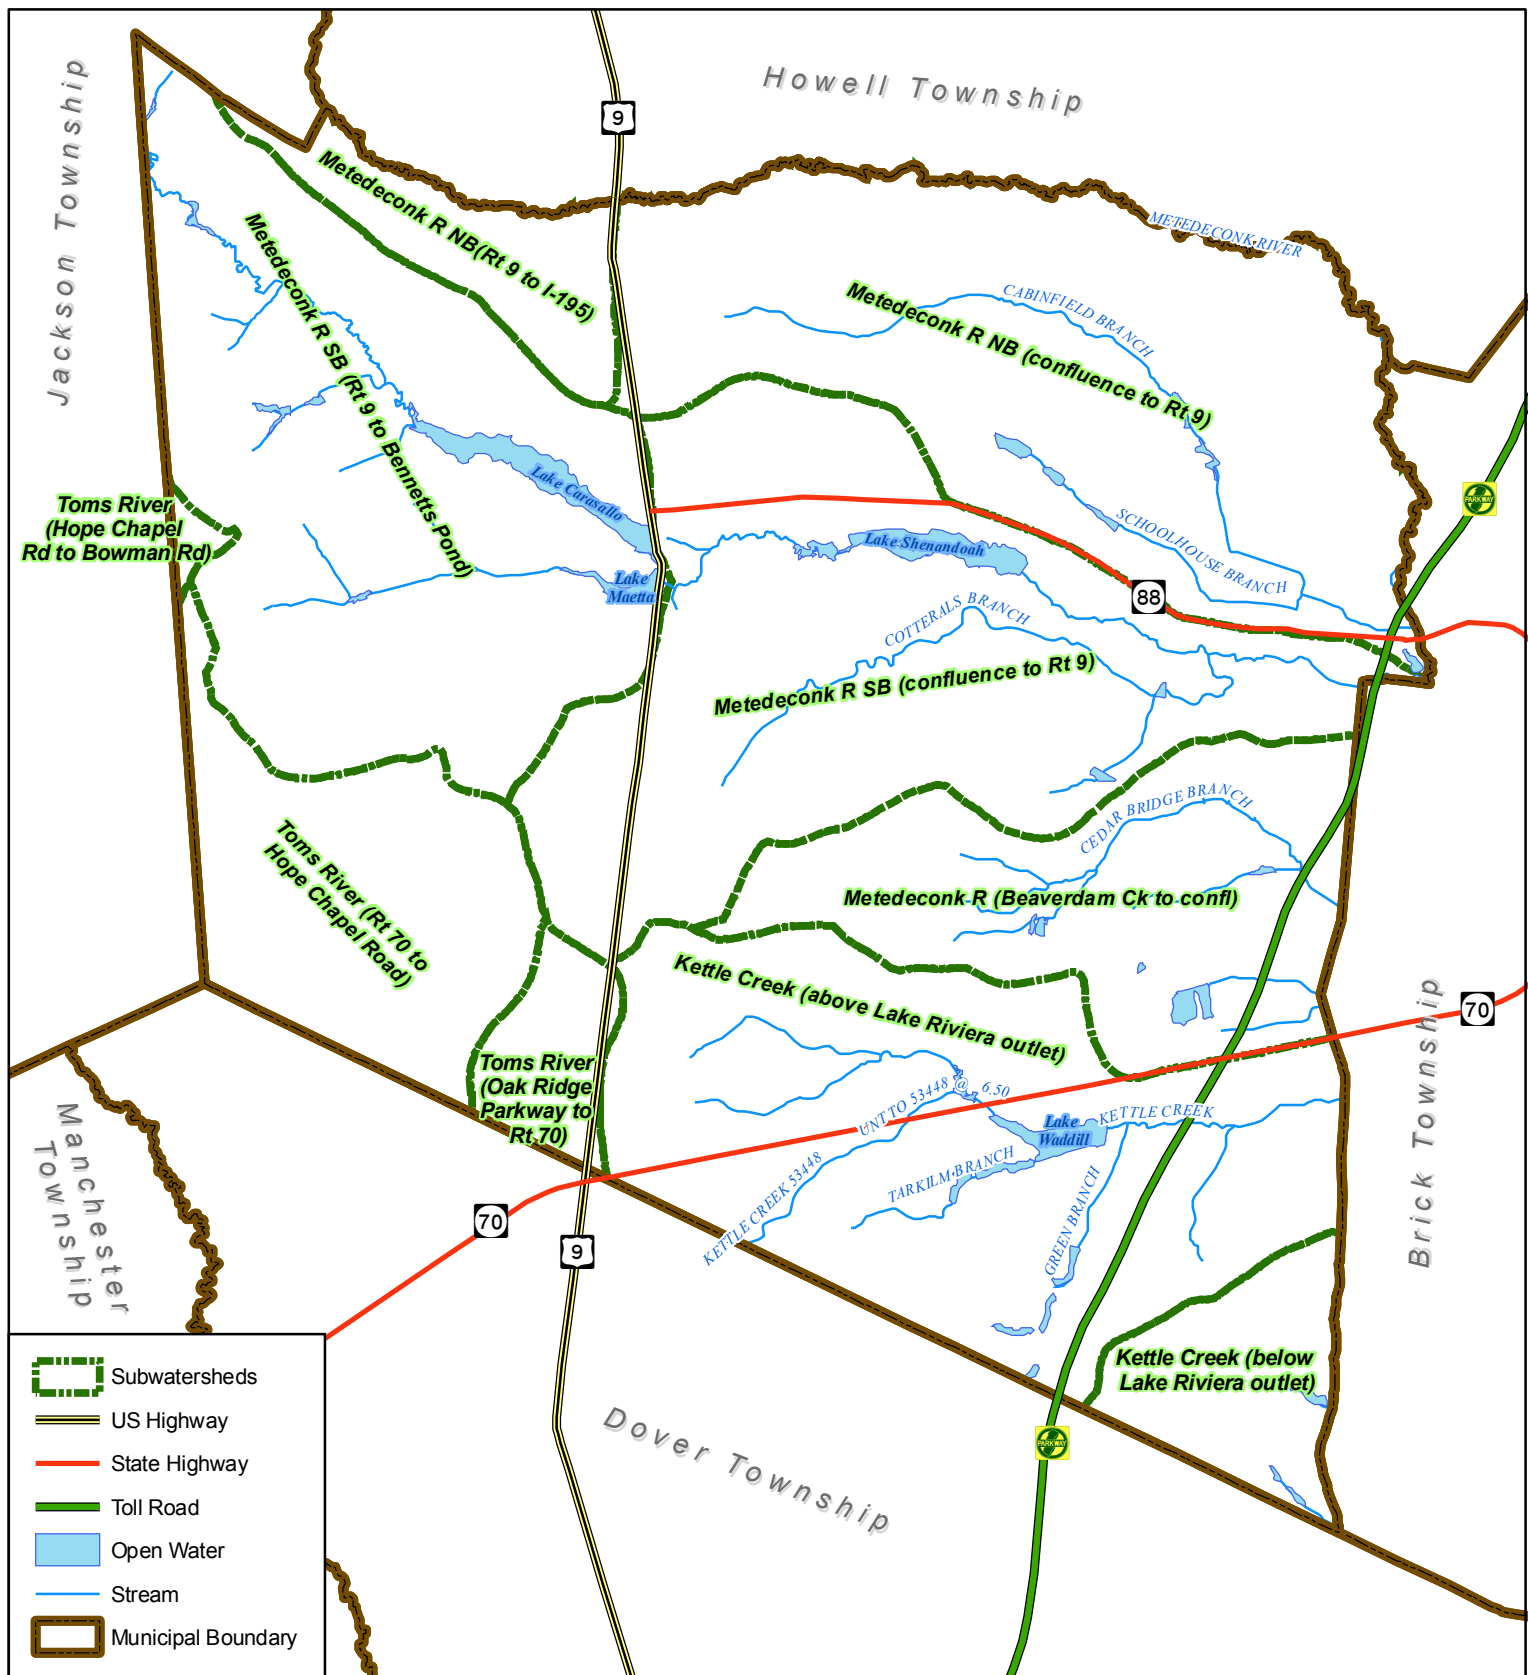 Howell Township
Jackson Township
9
Metedeconk R NB(Rt 9 to I-195)
METEDECONK RIVER
Metedeconk R SB (Rt 9 to Bennetts Pond)
CABINFIELD BRANCH
Metedeconk R NB (confluence to Rt 9)
Lake Carasaljo
PARKWAY
Toms River
(Hope Chapel
Rd to Bowman Rd)
SCHOOLHOUSE BRANCH
Lake Shenandoah
Lake
Maetta
88
COTTERALS BRANCH
Metedeconk R SB (confluence to Rt 9)
CEDAR BRIDGE BRANCH
Toms River (Rt 70 to
Hope Chapel Road)
Metedeconk R (Beaverdam Ck to confl)
Kettle Creek (above Lake Riviera outlet)
70
Brick Township
Toms River
(Oak Ridge
Parkway to
Rt 70)
UNT TO 53448 @ 6.50
Lake
Waddill
KETTLE CREEK
Manchester
Township
KETTLE CREEK 53448
TARKILM BRANCH
GREEN BRANCH
70
9
Kettle Creek (below
Lake Riviera outlet)
Dover Township
PARKWAY
Subwatersheds
US Highway
State Highway
Toll Road
Open Water
Stream
Municipal Boundary